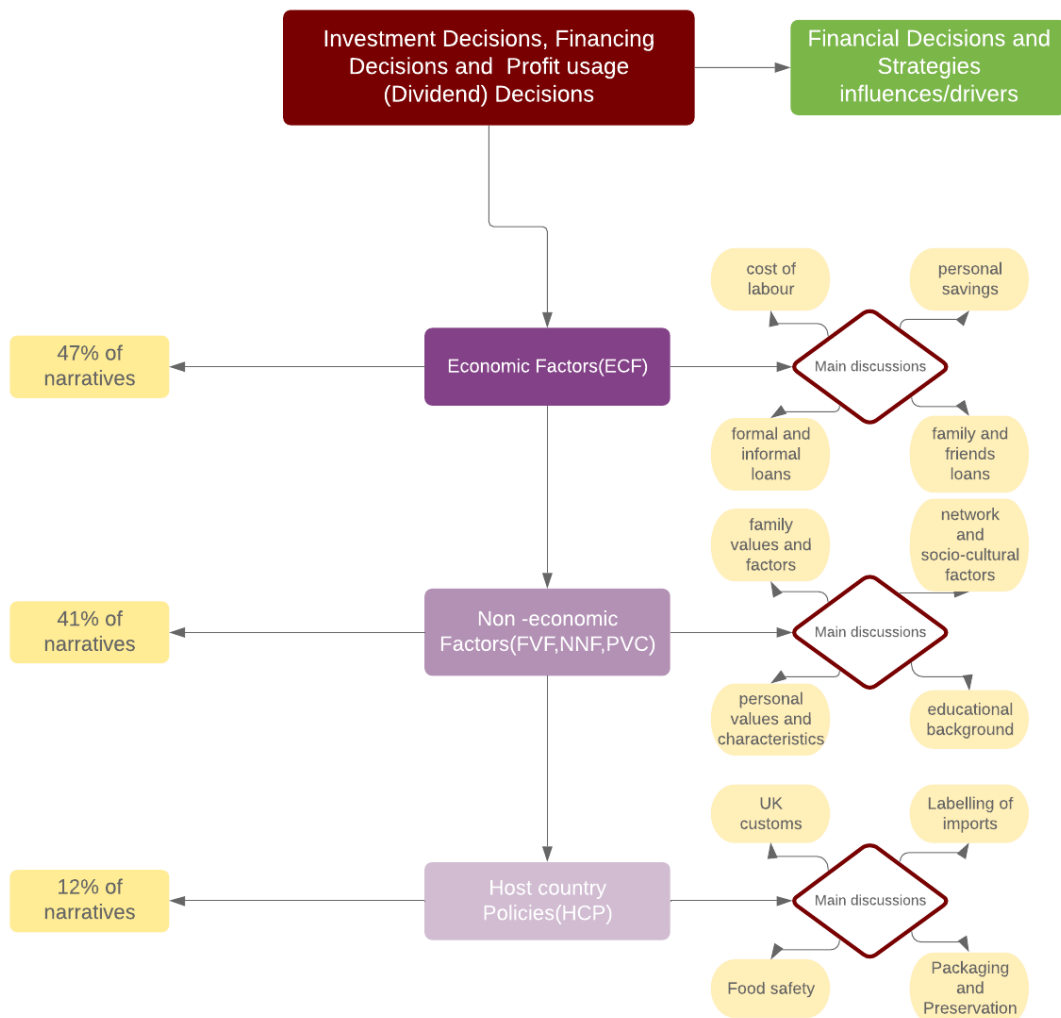 Investment Decisions, Financing
Decisions and  Profit usage
(Dividend) Decisions
Financial Decisions and
Strategies
influences/drivers
cost of
labour
personal
savings
47% of
narratives
Economic Factors(ECF)
Main discussions
formal and
informal
loans
family and
friends
loans
family
values and
factors
network
and
socio-cultural
factors
41% of
narratives
Non -economic
Factors(FVF,NNF,PVC)
Main discussions
personal
values and
characteristics
educational
background
UK
customs
Labelling of
imports
12% of
narratives
Host country
Policies(HCP)
Main discussions
Food safety
Packaging
and
Preservation